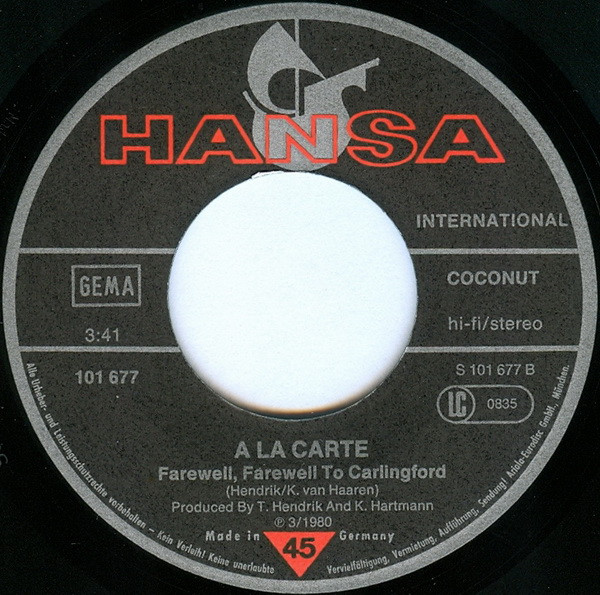 HANSA
INTERNATIONAL
GEMA
COCONUT
3:41
hi-fi/stereo
101 677
S 101 677 B
LC 0835
A LA CARTE
Farewell, Farewell To Carlingford
(Hendrik/K. van Haaren)
Produced By T. Hendrik And K. Hartmann
℗ 3/1980
Made in Germany
45
Alle Urheber- und Leistungsschutzrechte vorbehalten - Kein Verleih! Keine unerlaubte Vervielfältigung, Vermietung, Aufführung, Sendung! Ariola-Eurodisc GmbH, München.